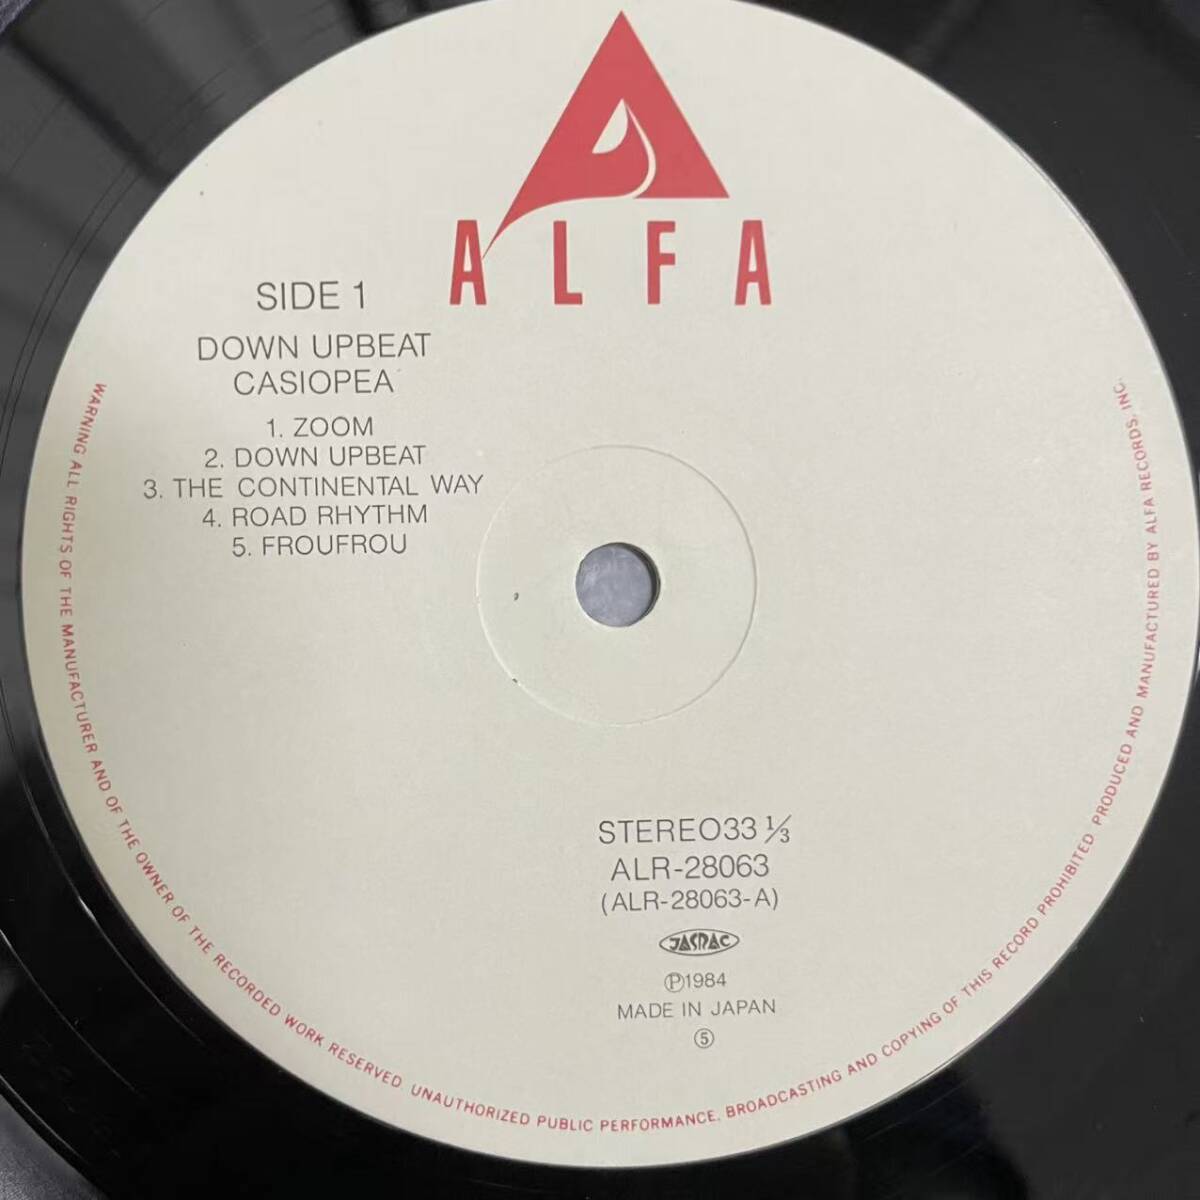 ALFA
SIDE 1
DOWN UPBEAT
CASIOPEA
1. ZOOM
2. DOWN UPBEAT
3. THE CONTINENTAL WAY
4. ROAD RHYTHM
5. FROUFROU
STEREO33 1/3
ALR-28063
(ALR-28063-A)
JASRAC
Ⓟ1984
MADE IN JAPAN
⑤
WARNING ALL RIGHTS OF THE MANUFACTURER AND OF THE OWNER OF THE RECORDED WORK RESERVED. UNAUTHORIZED PUBLIC PERFORMANCE, BROADCASTING AND COPYING OF THIS RECORD PROHIBITED. PRODUCED AND MANUFACTURED BY ALFA RECORDS, INC.